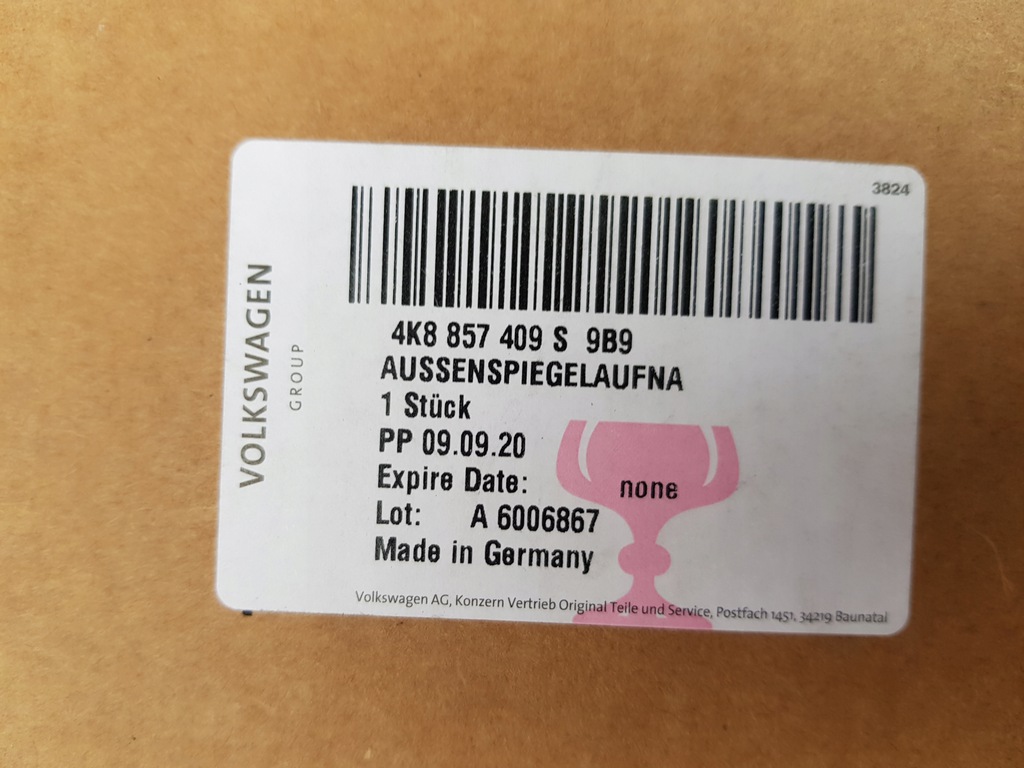 3824
VOLKSWAGEN
GROUP
4K8 857 409 S 9B9
AUSSENSPIEGELAUFNA
1 Stück
PP 09.09.20
Expire Date: none
Lot: A 6006867
Made in Germany
Volkswagen AG, Konzern Vertrieb Original Teile und Service, Postfach 1451, 34219 Baunatal